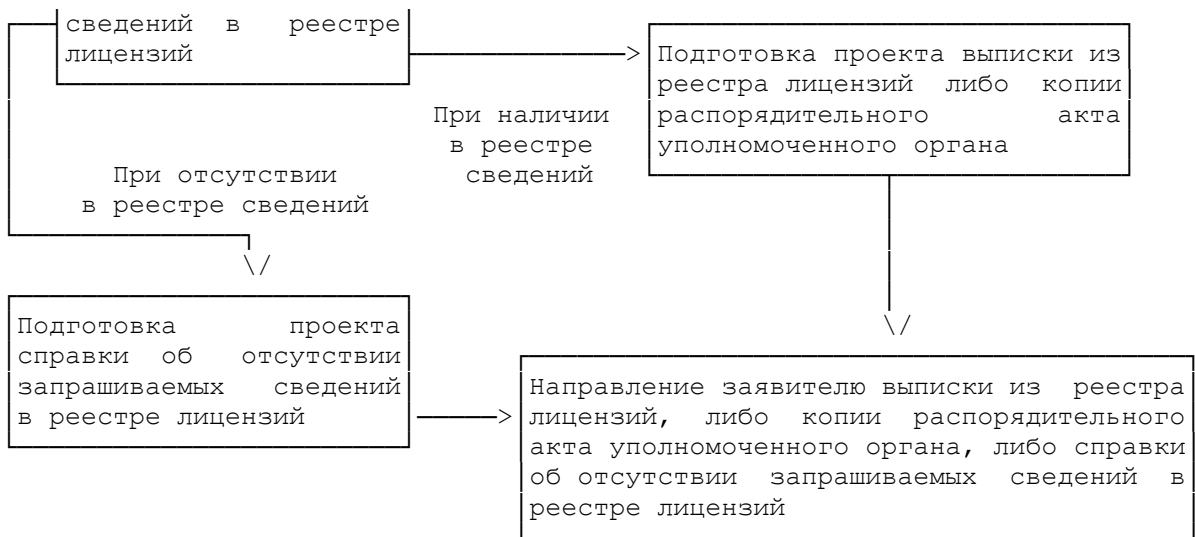 сведений в реестре
лицензий
Подготовка проекта выписки из
реестра лицензий либо копии
распорядительного акта
уполномоченного органа
При наличии
в реестре
сведений
При отсутствии
в реестре сведений
Подготовка проекта
справки об отсутствии
запрашиваемых сведений
в реестре лицензий
Направление заявителю выписки из реестра
лицензий, либо копии распорядительного
акта уполномоченного органа, либо справки
об отсутствии запрашиваемых сведений в
реестре лицензий